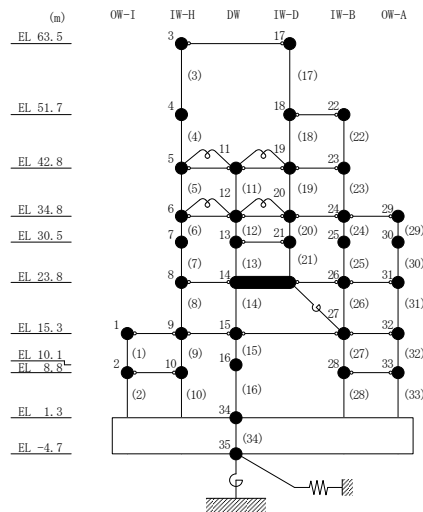 (m) OW-I IW-H DW IW-D IW-B OW-A
EL 63.5 3 17
(3) (17)
EL 51.7 4 18 22
(4) 11 19 (18) (22)
EL 42.8 5 23
(5) 12 (11) 20 (19) (23)
EL 34.8 6 24 29
(6) (12) (20) (24) (29)
EL 30.5 7 13 21 25 30
(7) (13) (21) (25) (30)
EL 23.8 8 14 26 31
(8) (14) (26) (31)
27
EL 15.3 1 9 15 32
(1) (9) (15) (27) (32)
EL 10.1 16
EL 8.8 2 10 28 33
(2) (10) (16) (28) (33)
EL 1.3 34
(34)
EL -4.7 35